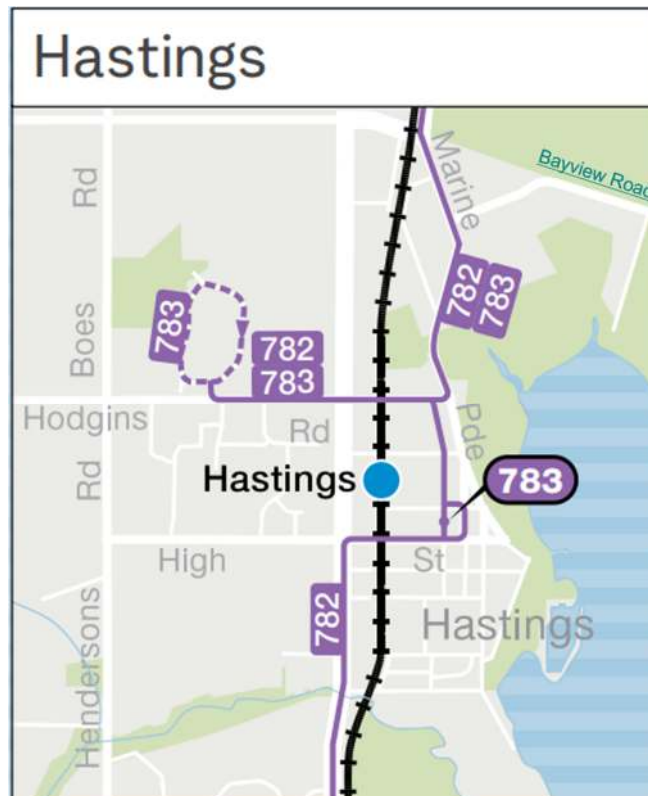 Hastings
Bayview Road
Marine
Rd
Boes
783
782
783
782
783
Hodgins
Rd
Pde
Rd
Hastings
783
High
St
782
Hastings
Hendersons